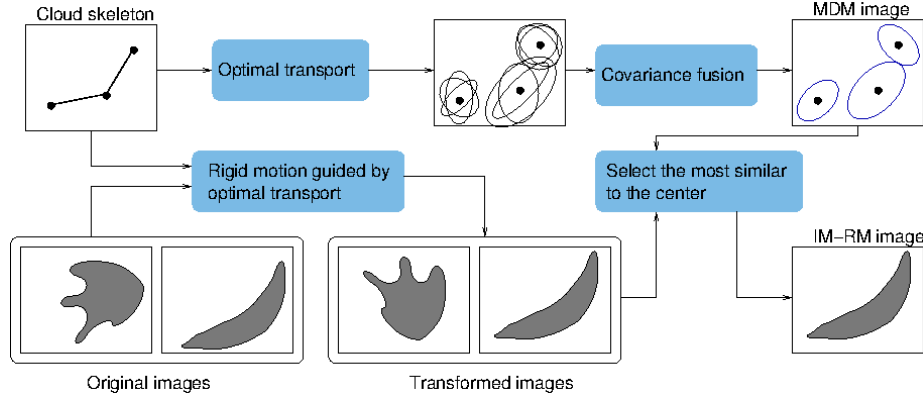 Cloud skeleton
MDM image
Optimal transport
Covariance fusion
Rigid motion guided by
optimal transport
Select the most similar
to the center
IM−RM image
Original images
Transformed images